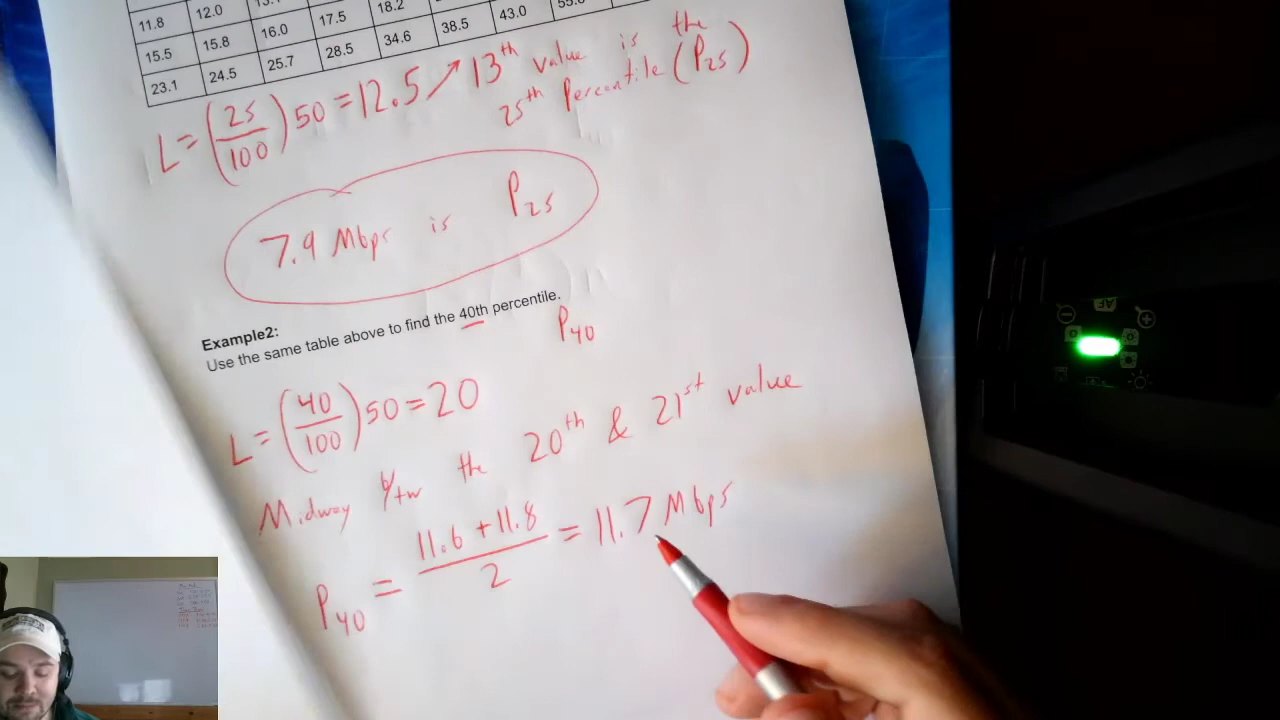 11.8 12.0 17.5 18.2
15.5 15.8 16.0 28.5 34.6 38.5 43.0
23.1 24.5 25.7
L = (25/100) 50 = 12.5 ↗ 13th value is the
25th Percentile (P25)
7.9 Mbps is P25
Example2:
Use the same table above to find the 40th percentile.
P40
L = (40/100) 50 = 20
Midway b/tw the 20th & 21st value
P40 = (11.6 + 11.8)/2 = 11.7 Mbps
AF